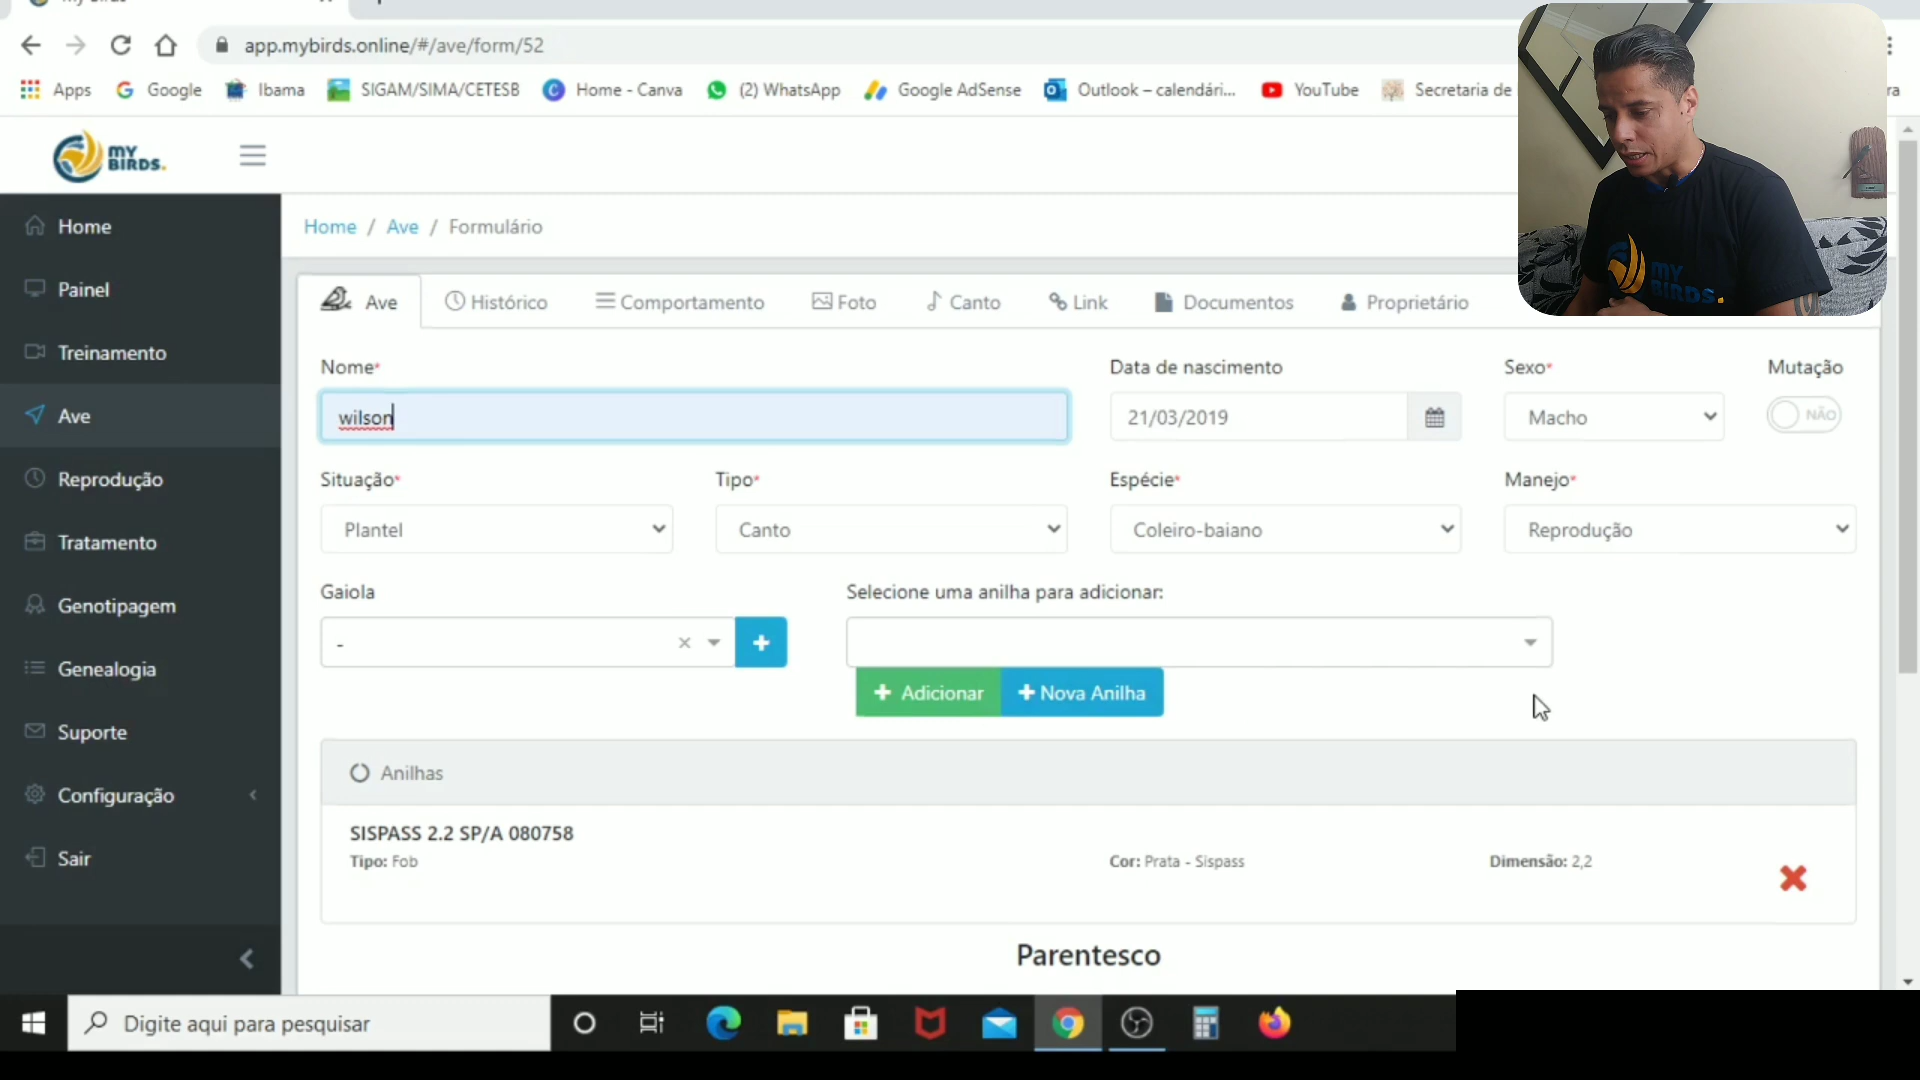 app.mybirds.online/#/ave/form/52
Apps Google Ibama SIGAM/SIMA/CETESB Home - Canva (2) WhatsApp Google AdSense Outlook – calendári... YouTube Secretaria de
MY BIRDS.
MY BIRDS.
Home
Painel
Treinamento
Ave
Reprodução
Tratamento
Genotipagem
Genealogia
Suporte
Configuração
Sair
Home / Ave / Formulário
Ave Histórico Comportamento Foto Canto Link Documentos Proprietário
Nome* Data de nascimento Sexo* Mutação
wilson 21/03/2019 Macho NÃO
Situação* Tipo* Espécie* Manejo*
Plantel Canto Coleiro-baiano Reprodução
Gaiola Selecione uma anilha para adicionar:
-
+ Adicionar + Nova Anilha
Anilhas
SISPASS 2.2 SP/A 080758
Tipo: Fob Cor: Prata - Sispass Dimensão: 2,2
Parentesco
Digite aqui para pesquisar